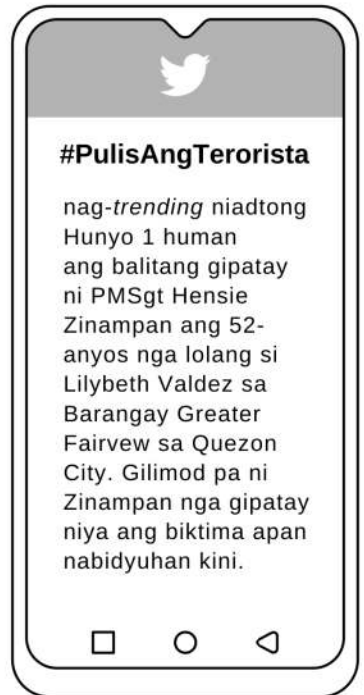 #PulisAngTerorista
nag-trending niadtong
Hunyo 1 human
ang balitang gipatay
ni PMSgt Hensie
Zinampan ang 52-
anyos nga lolang si
Lilybeth Valdez sa
Barangay Greater
Fairvew sa Quezon
City. Gilimod pa ni
Zinampan nga gipatay
niya ang biktima apan
nabidyuhan kini.